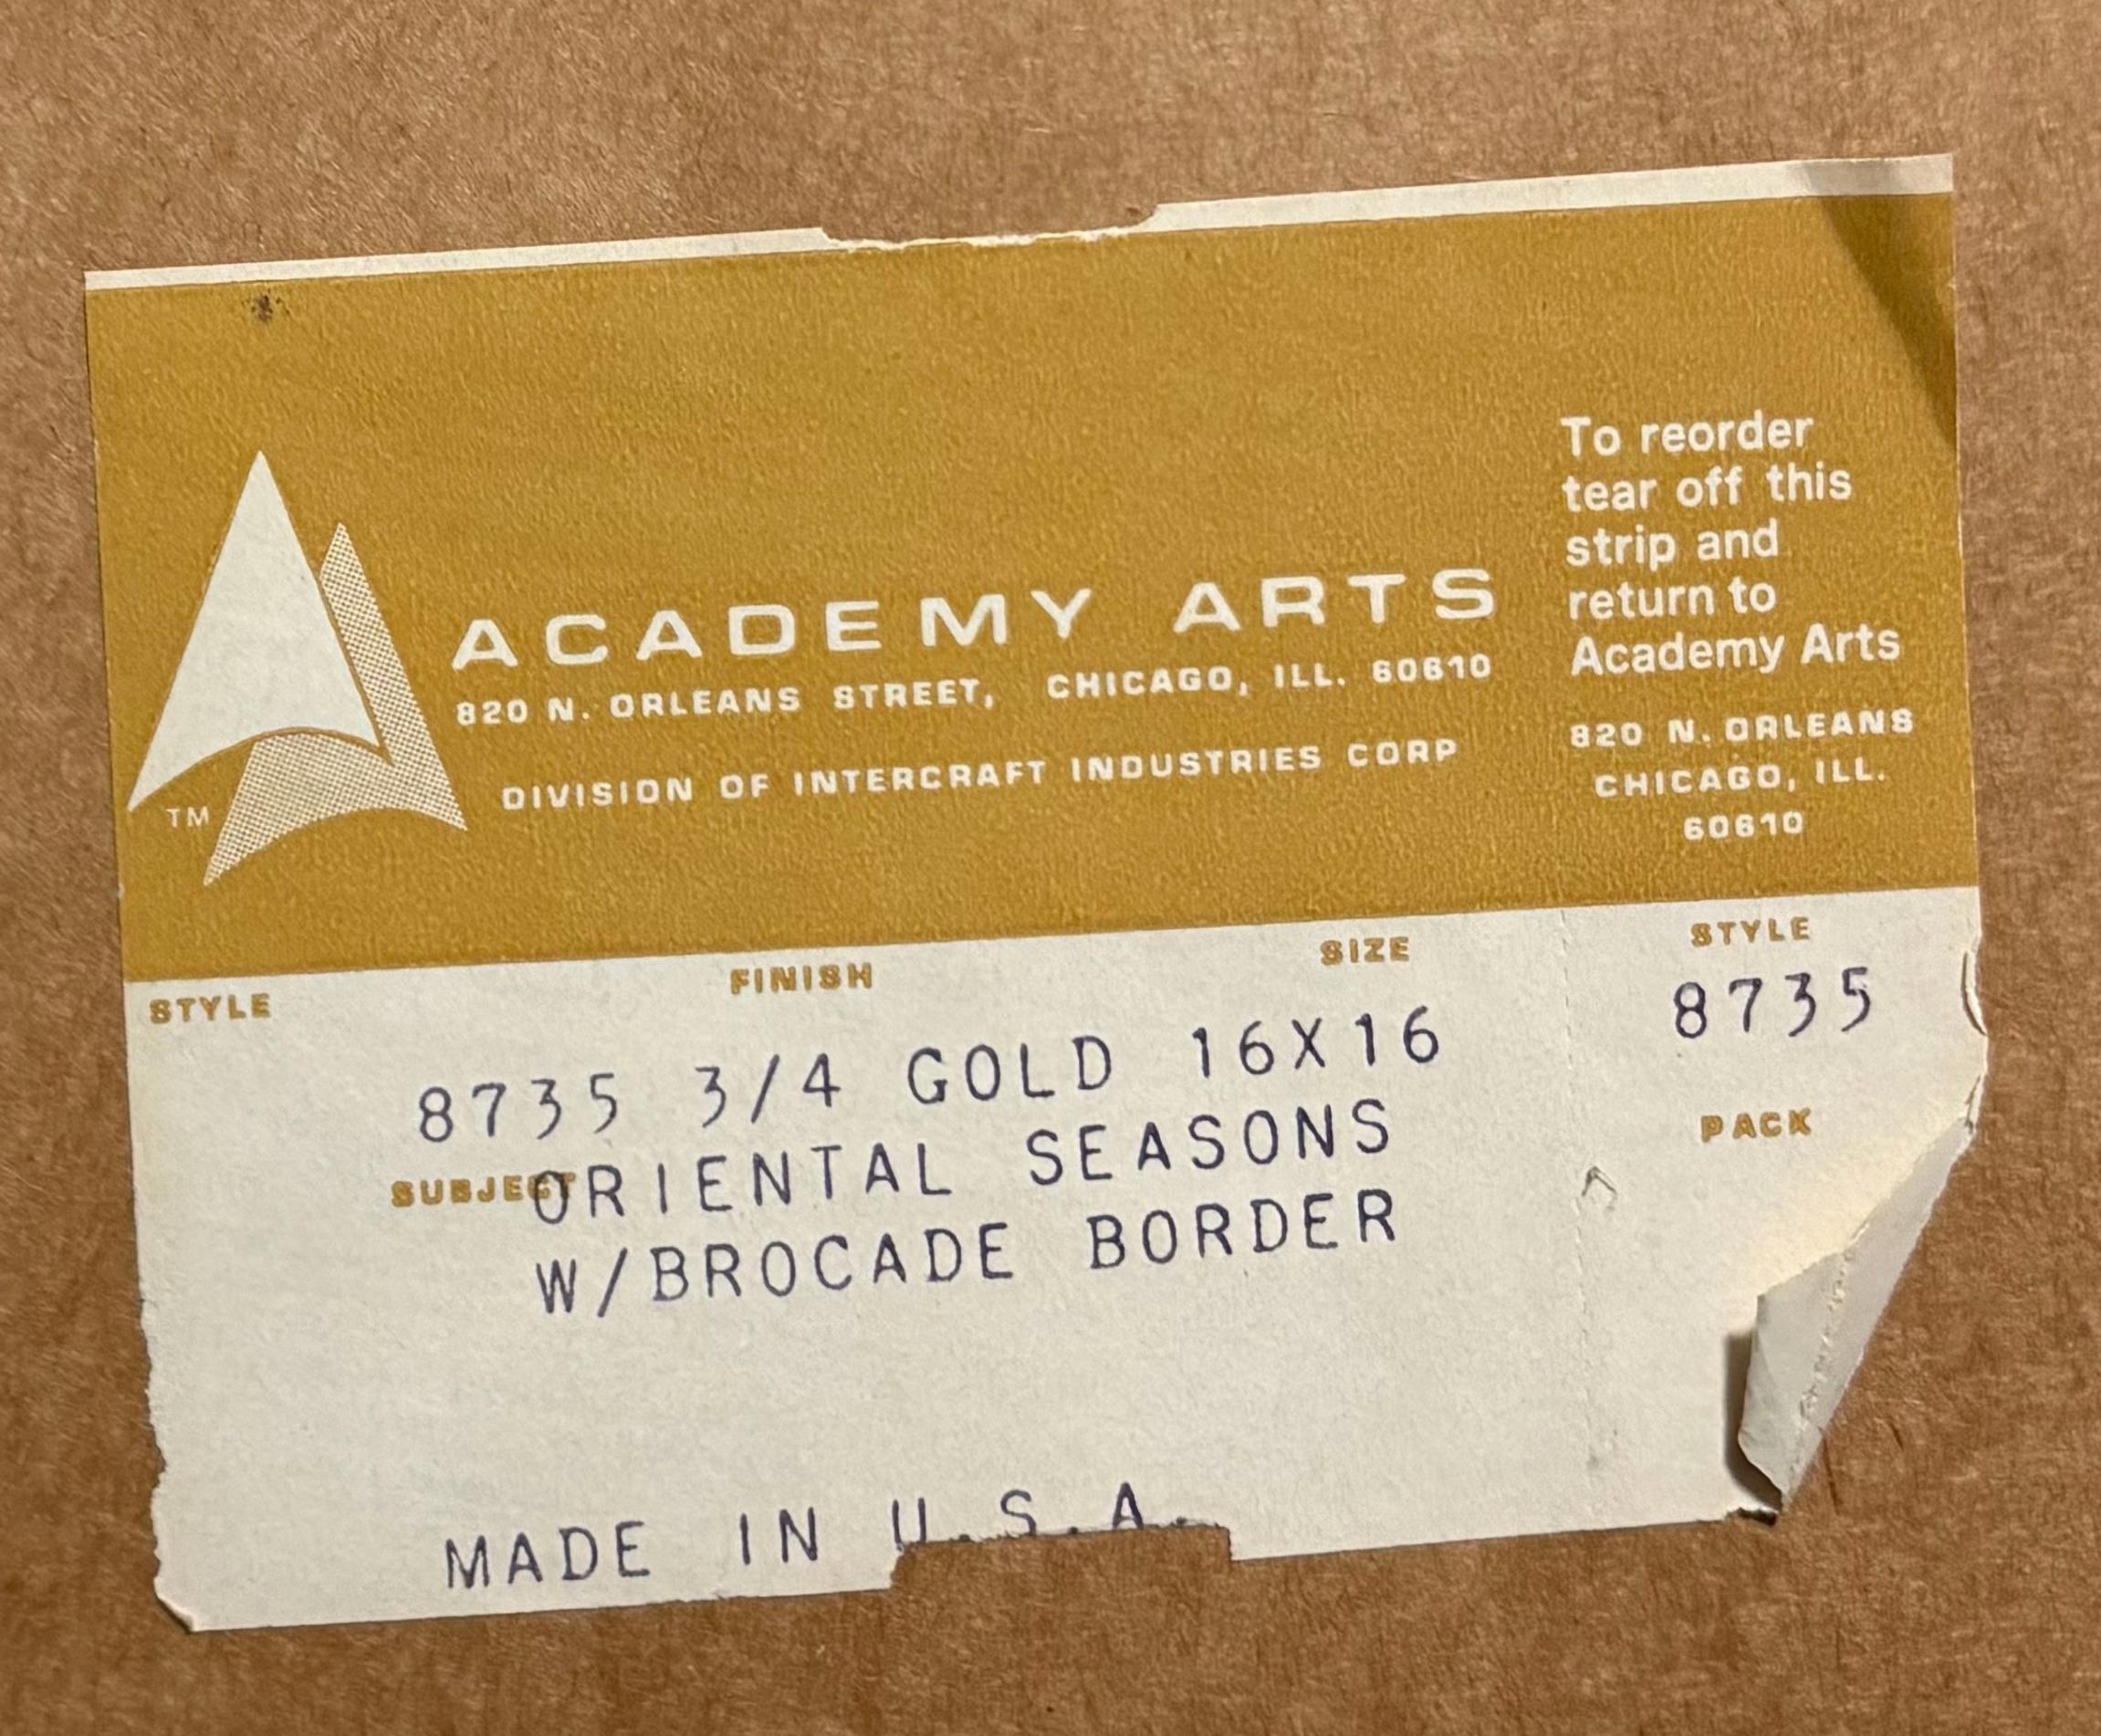 TM
ACADEMY ARTS
820 N. ORLEANS STREET, CHICAGO, ILL. 60610
DIVISION OF INTERCRAFT INDUSTRIES CORP
To reorder
tear off this
strip and
return to
Academy Arts
820 N. ORLEANS
CHICAGO, ILL.
60610
STYLE FINISH SIZE
8735 3/4 GOLD 16X16
SUBJECT ORIENTAL SEASONS
W/BROCADE BORDER
MADE IN U.S.A.
STYLE
8735
PACK